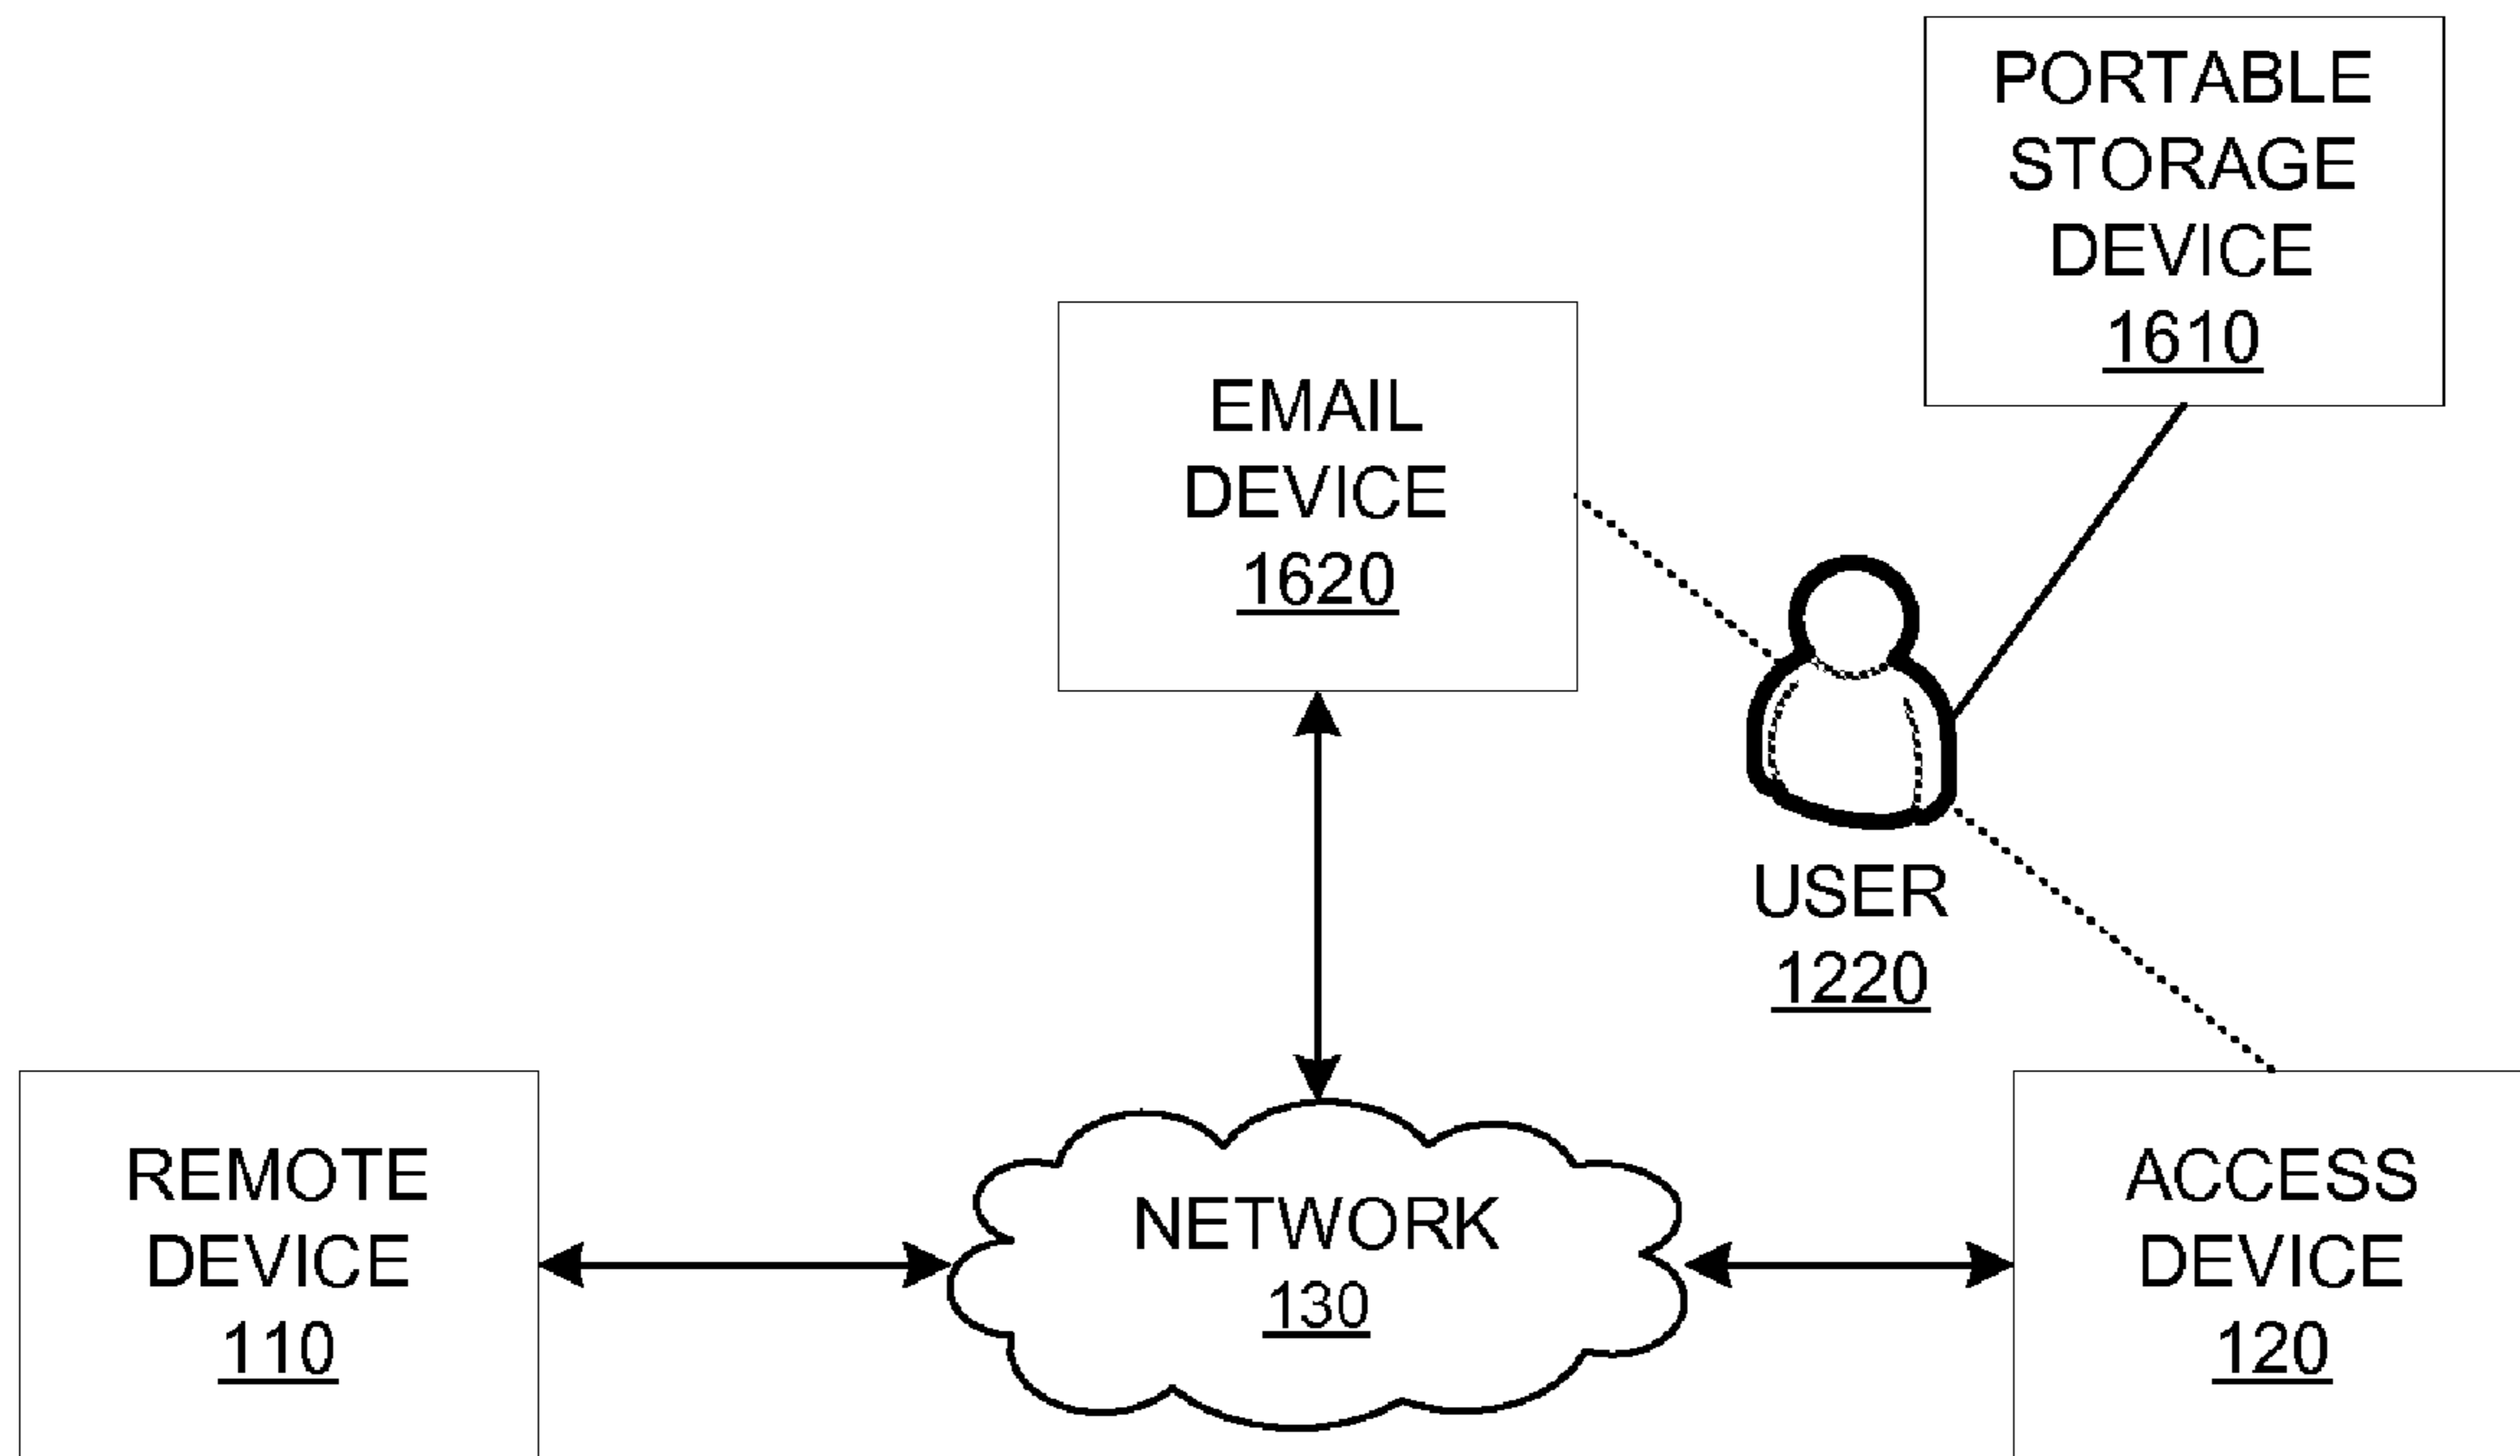 PORTABLE
STORAGE
DEVICE
1610
EMAIL
DEVICE
1620
USER
1220
REMOTE
DEVICE
110
NETWORK
130
ACCESS
DEVICE
120